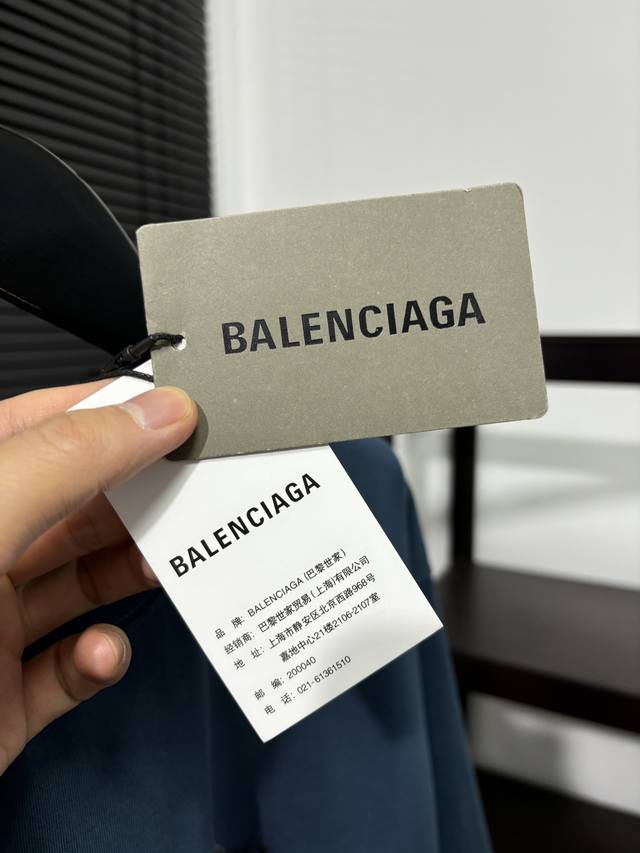 BALENCIAGA
BALENCIAGA
品 牌: BALENCIAGA (巴黎世家)
经销商: 巴黎世家贸易(上海)有限公司
地 址: 上海市静安区北京西路968号
嘉地中心21楼2106-2107室
邮 编: 200040
电 话: 021-61361510